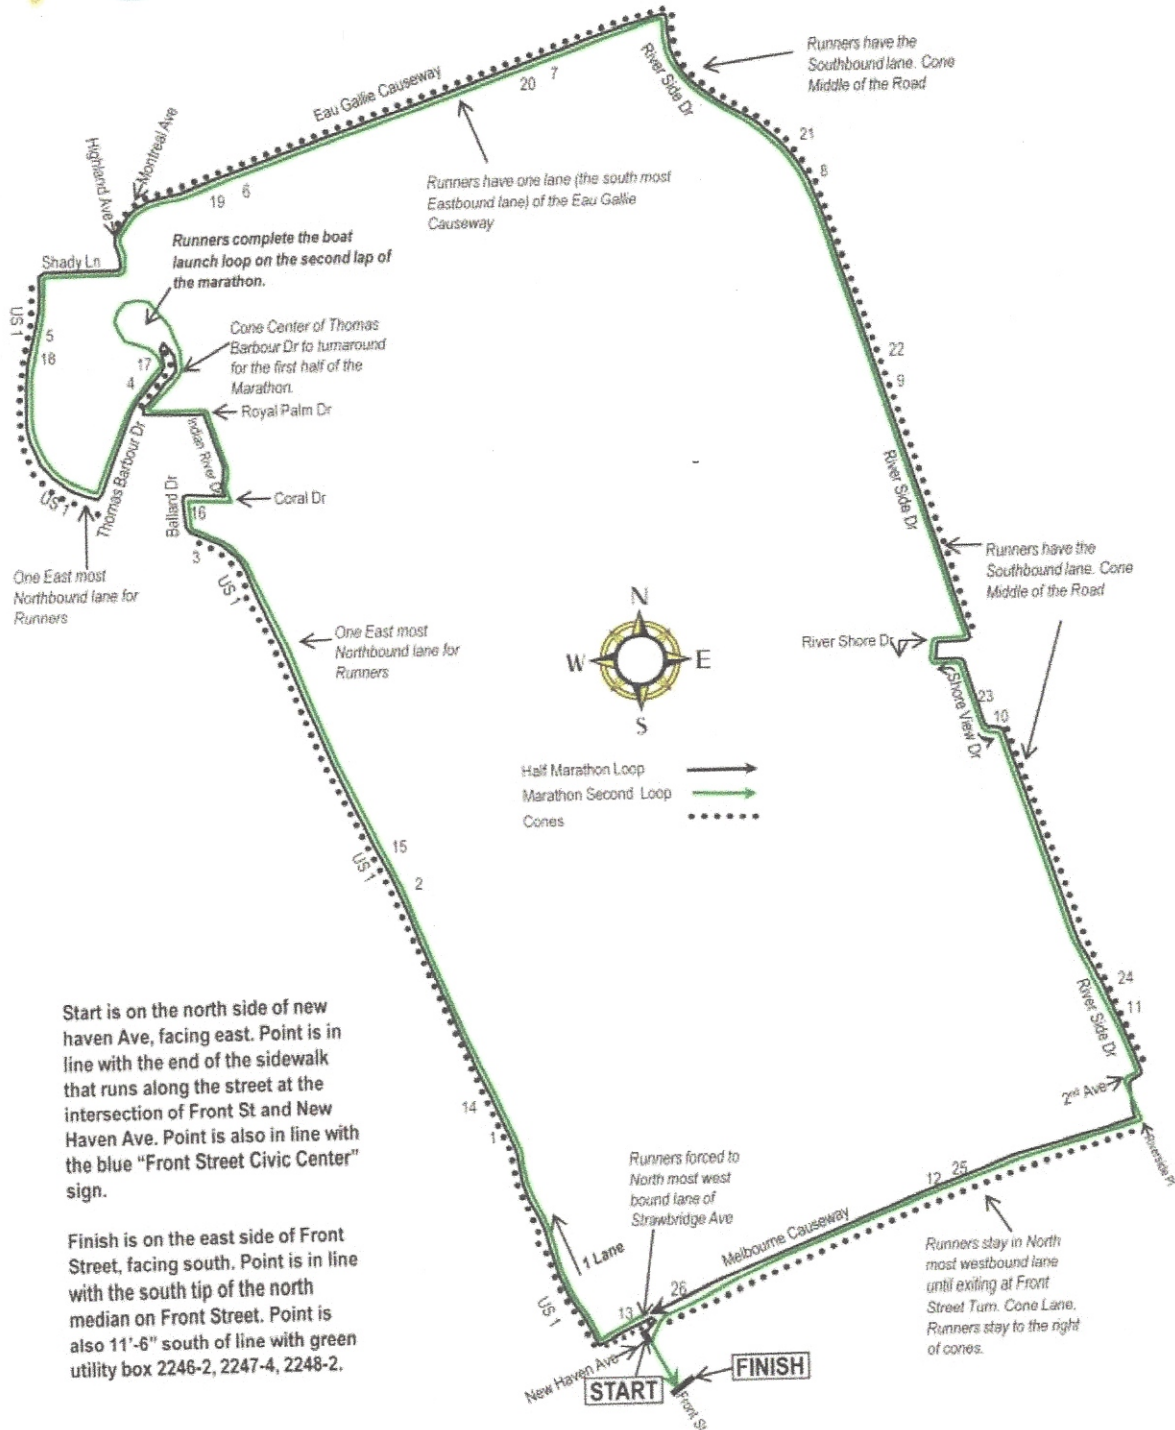 Runners have the
Southbound lane. Cone
Middle of the Road
River Side Dr
Eau Gallie Causeway
20
7
21
8
Montreal Ave
Highland Ave
19
6
Runners have one lane (the south most
Eastbound lane) of the Eau Gallie
Causeway
Runners complete the boat
launch loop on the second lap of
the marathon.
Shady Ln
US 1
5
18
Cone Center of Thomas
Barbour Dr to turnaround
for the first half of the
Marathon.
17
4
22
9
Royal Palm Dr
Indian River Dr
Thomas Barbour Dr
Ballard Dr
Coral Dr
16
US 1
3
US 1
River Side Dr
One East most
Northbound lane for
Runners
One East most
Northbound lane for
Runners
Runners have the
Southbound lane. Cone
Middle of the Road
N
W
E
S
River Shore Dr
Shore View Dr
23
10
Half Marathon Loop
Marathon Second Loop
Cones
15
2
US 1
24
11
River Side Dr
2nd Ave
Riverside Pl
Start is on the north side of new
haven Ave, facing east. Point is in
line with the end of the sidewalk
that runs along the street at the
intersection of Front St and New
Haven Ave. Point is also in line with
the blue “Front Street Civic Center”
sign.
14
1
Runners forced to
North most west
bound lane of
Strawbridge Ave
12
25
Melbourne Causeway
Runners stay in North
most westbound lane
until exiting at Front
Street Turn. Cone Lane.
Runners stay to the right
of cones.
Finish is on the east side of Front
Street, facing south. Point is in line
with the south tip of the north
median on Front Street. Point is
also 11’-6” south of line with green
utility box 2246-2, 2247-4, 2248-2.
1 Lane
US 1
26
13
New Haven Ave
START
FINISH
Front St